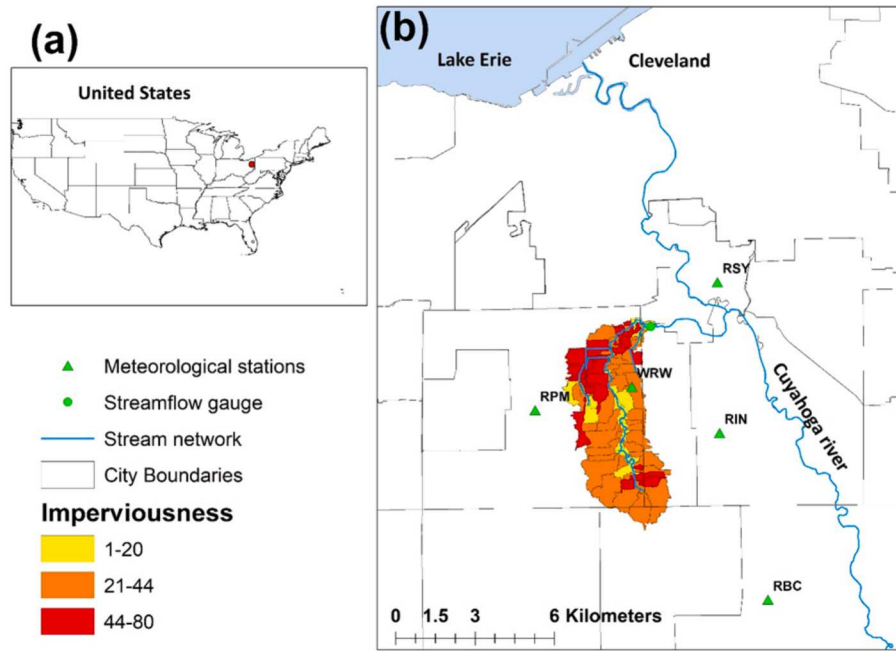 (a)
United States
Meteorological stations
Streamflow gauge
Stream network
City Boundaries
Imperviousness
1-20
21-44
44-80
(b)
Lake Erie
Cleveland
RSY
WRW
RPM
RIN
Cuyahoga river
RBC
0 1.5 3 6 Kilometers